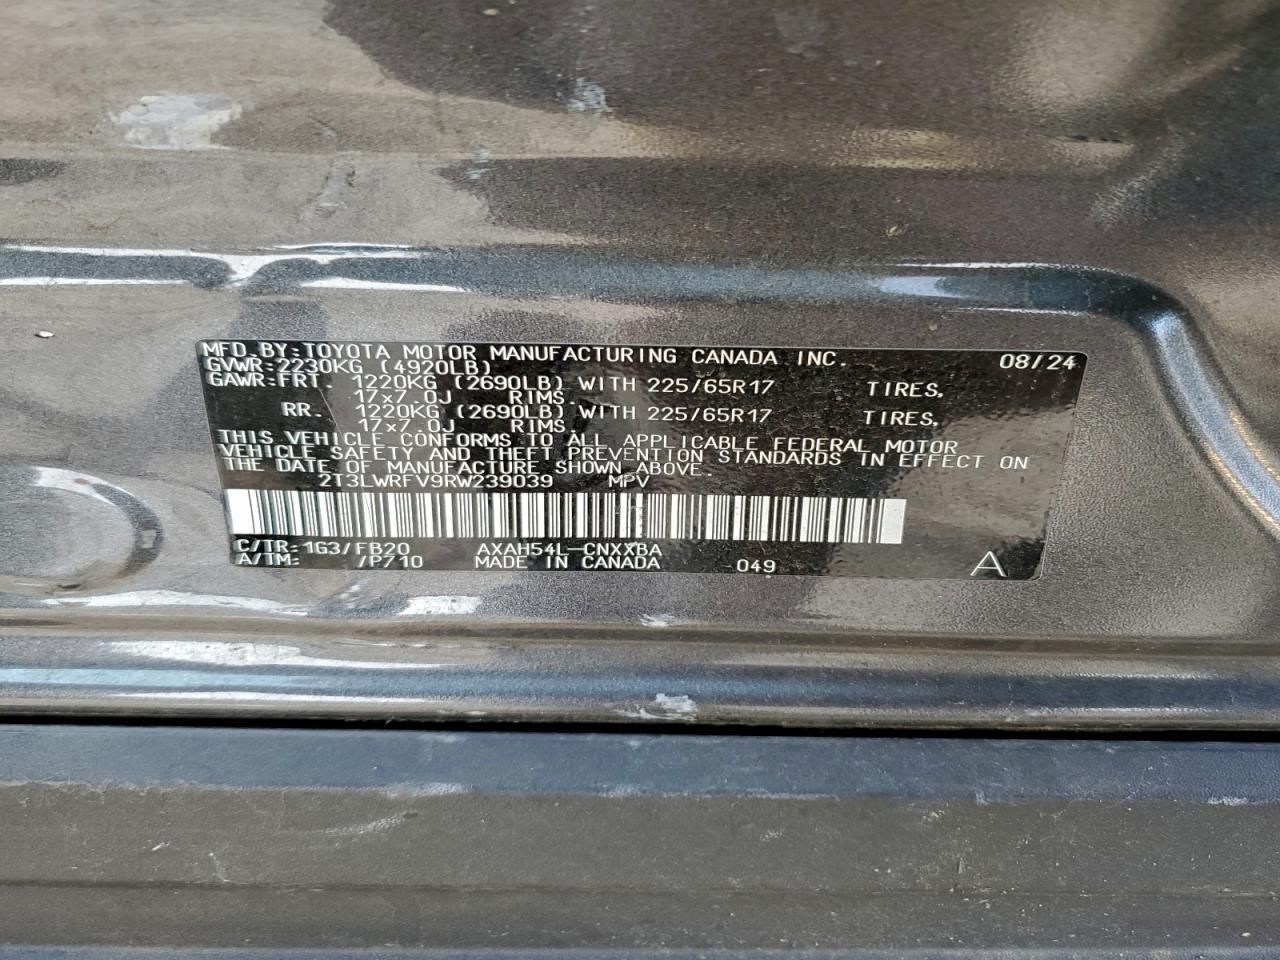 MFD.BY:TOYOTA MOTOR MANUFACTURING CANADA INC. 08/24
GVWR:2230KG (4920LB)
GAWR:FRT. 1220KG (2690LB) WITH 225/65R17 TIRES,
17x7.0J RIMS.
RR. 1220KG (2690LB) WITH 225/65R17 TIRES,
17x7.0J RIMS.
THIS VEHICLE CONFORMS TO ALL APPLICABLE FEDERAL MOTOR
VEHICLE SAFETY AND THEFT PREVENTION STANDARDS IN EFFECT ON
THE DATE OF MANUFACTURE SHOWN ABOVE.
2T3LWRFV9RW239039 MPV
C/TR:1G3/FB20 AXAH54L-CNXXBA
A/TM: /P710 MADE IN CANADA 049 A